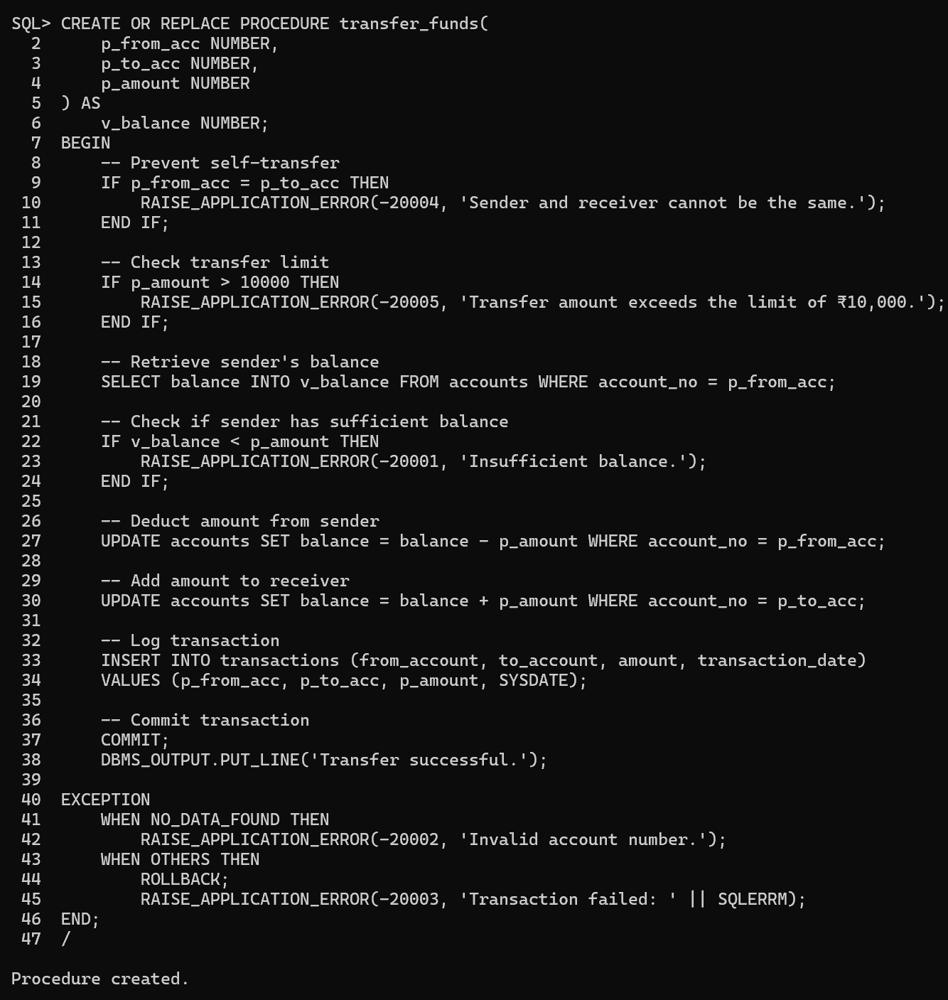 SQL> CREATE OR REPLACE PROCEDURE transfer_funds(
  2      p_from_acc NUMBER,
  3      p_to_acc NUMBER,
  4      p_amount NUMBER
  5  ) AS
  6      v_balance NUMBER;
  7  BEGIN
  8      -- Prevent self-transfer
  9      IF p_from_acc = p_to_acc THEN
 10          RAISE_APPLICATION_ERROR(-20004, 'Sender and receiver cannot be the same.');
 11      END IF;
 12
 13      -- Check transfer limit
 14      IF p_amount > 10000 THEN
 15          RAISE_APPLICATION_ERROR(-20005, 'Transfer amount exceeds the limit of ₹10,000.');
 16      END IF;
 17
 18      -- Retrieve sender's balance
 19      SELECT balance INTO v_balance FROM accounts WHERE account_no = p_from_acc;
 20
 21      -- Check if sender has sufficient balance
 22      IF v_balance < p_amount THEN
 23          RAISE_APPLICATION_ERROR(-20001, 'Insufficient balance.');
 24      END IF;
 25
 26      -- Deduct amount from sender
 27      UPDATE accounts SET balance = balance - p_amount WHERE account_no = p_from_acc;
 28
 29      -- Add amount to receiver
 30      UPDATE accounts SET balance = balance + p_amount WHERE account_no = p_to_acc;
 31
 32      -- Log transaction
 33      INSERT INTO transactions (from_account, to_account, amount, transaction_date)
 34      VALUES (p_from_acc, p_to_acc, p_amount, SYSDATE);
 35
 36      -- Commit transaction
 37      COMMIT;
 38      DBMS_OUTPUT.PUT_LINE('Transfer successful.');
 39
 40  EXCEPTION
 41      WHEN NO_DATA_FOUND THEN
 42          RAISE_APPLICATION_ERROR(-20002, 'Invalid account number.');
 43      WHEN OTHERS THEN
 44          ROLLBACK;
 45          RAISE_APPLICATION_ERROR(-20003, 'Transaction failed: ' || SQLERRM);
 46  END;
 47  /
Procedure created.